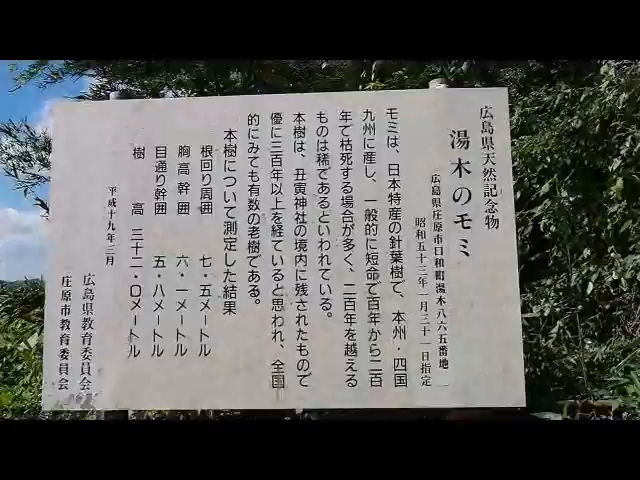 広島県天然記念物
湯木のモミ
広島県庄原市口和町湯木八六五番地一
昭和五十三年一月三十一日指定
モミは、日本特産の針葉樹で、本州・四国
九州に産し、一般的に短命で百年から二百
年で枯死する場合が多く、二百年を越える
ものは稀であるといわれている。
本樹は、丑寅神社の境内に残されたもので
優に三百年以上を経ていると思われ、全国
的にみても有数の老樹である。
本樹について測定した結果
根回り周囲 七・五メートル
胸高幹囲 六・一メートル
目通り幹囲 五・八メートル
樹高 三十二・〇メートル
平成十九年三月
広島県教育委員会
庄原市教育委員会